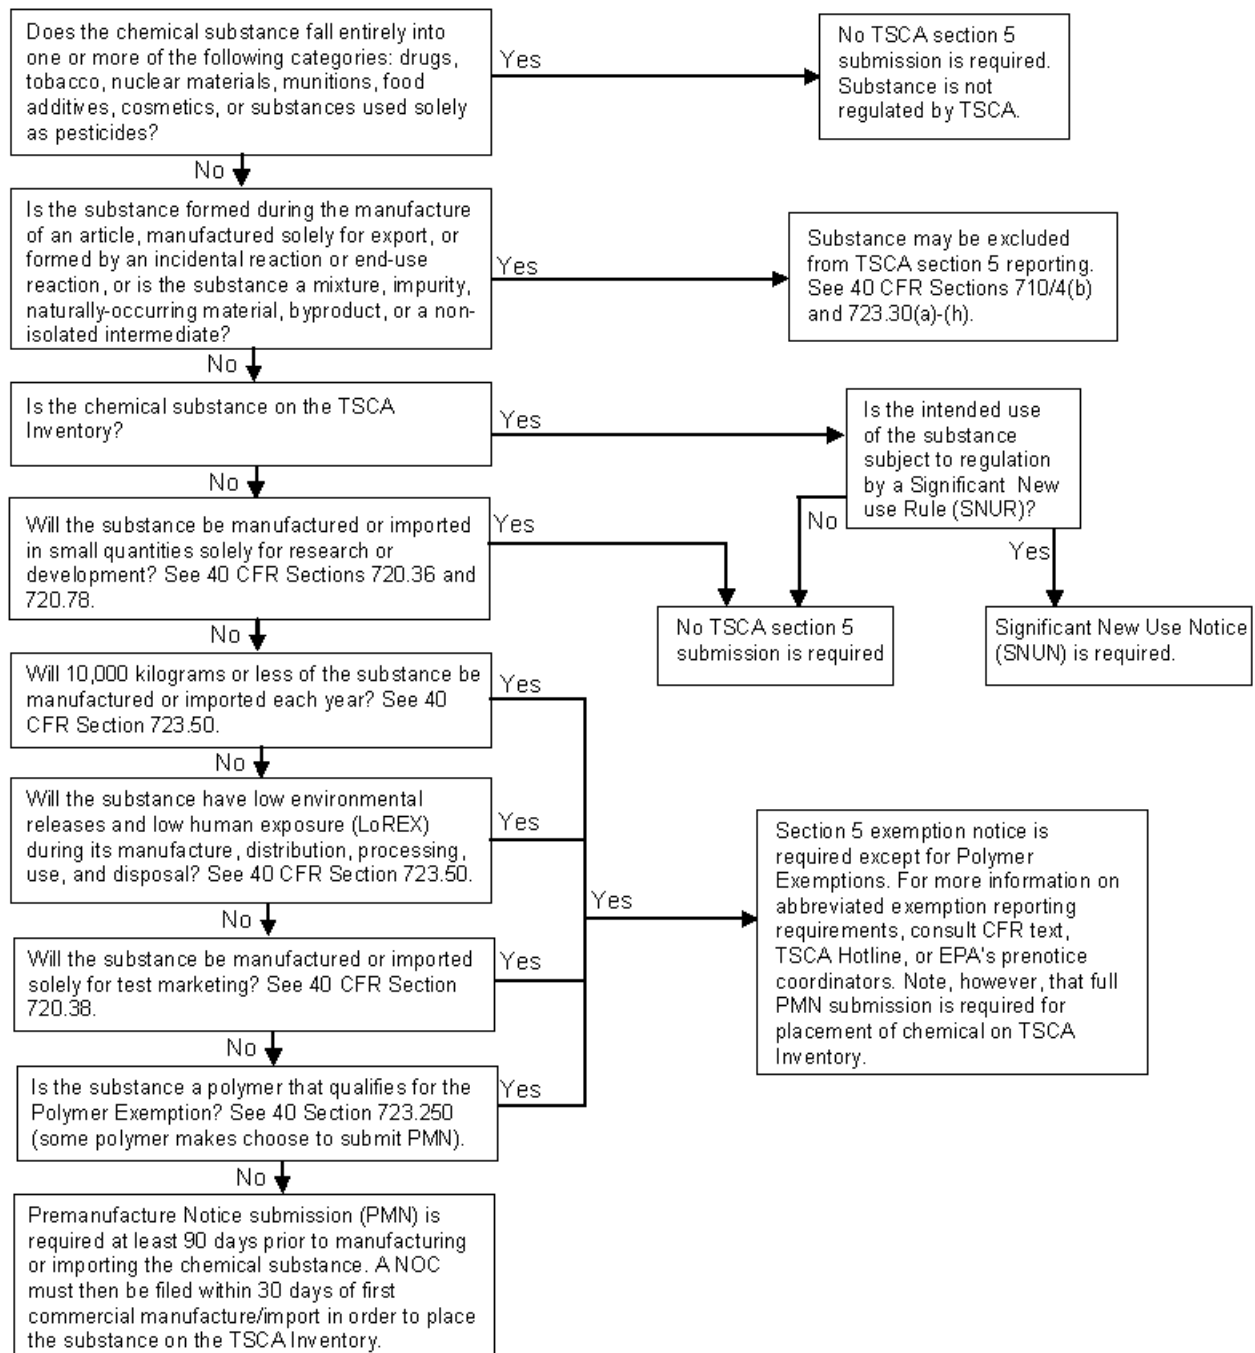 Does the chemical substance fall entirely into
one or more of the following categories: drugs,
tobacco, nuclear materials, munitions, food
additives, cosmetics, or substances used solely
as pesticides?
Yes
No TSCA section 5
submission is required.
Substance is not
regulated by TSCA.
No
Is the substance formed during the manufacture
of an article, manufactured solely for export, or
formed by an incidental reaction or end-use
reaction, or is the substance a mixture, impurity,
naturally-occurring material, byproduct, or a non-
isolated intermediate?
Yes
Substance may be excluded
from TSCA section 5 reporting.
See 40 CFR Sections 710/4(b)
and 723.30(a)-(h).
No
Is the chemical substance on the TSCA
Inventory?
Yes
Is the intended use
of the substance
subject to regulation
by a Significant New
use Rule (SNUR)?
No
Yes
No
Will the substance be manufactured or imported
in small quantities solely for research or
development? See 40 CFR Sections 720.36 and
720.78.
Yes
No TSCA section 5
submission is required
Significant New Use Notice
(SNUN) is required.
No
Will 10,000 kilograms or less of the substance be
manufactured or imported each year? See 40
CFR Section 723.50.
Yes
No
Will the substance have low environmental
releases and low human exposure (LoREX)
during its manufacture, distribution, processing,
use, and disposal? See 40 CFR Section 723.50.
Yes
Yes
Section 5 exemption notice is
required except for Polymer
Exemptions. For more information on
abbreviated exemption reporting
requirements, consult CFR text,
TSCA Hotline, or EPA's prenotice
coordinators. Note, however, that full
PMN submission is required for
placement of chemical on TSCA
Inventory.
No
Will the substance be manufactured or imported
solely for test marketing? See 40 CFR Section
720.38.
Yes
No
Is the substance a polymer that qualifies for the
Polymer Exemption? See 40 Section 723.250
(some polymer makes choose to submit PMN).
Yes
No
Premanufacture Notice submission (PMN) is
required at least 90 days prior to manufacturing
or importing the chemical substance. A NOC
must then be filed within 30 days of first
commercial manufacture/import in order to place
the substance on the TSCA Inventory.